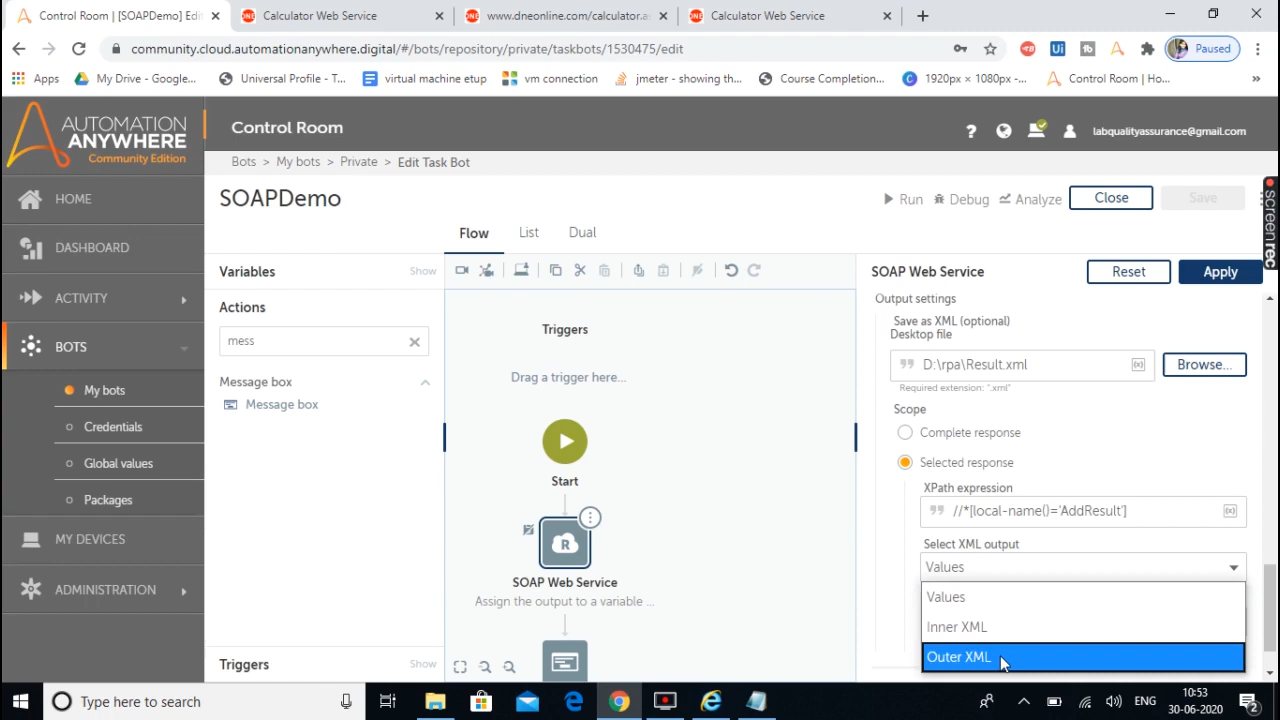 Control Room | [SOAPDemo] Edit T
Calculator Web Service
www.dneonline.com/calculator.as
Calculator Web Service
community.cloud.automationanywhere.digital/#/bots/repository/private/taskbots/1530475/edit
Paused
Apps
My Drive - Google...
Universal Profile - T...
virtual machine etup
vm connection
jmeter - showing th...
Course Completion...
1920px × 1080px -...
Control Room | Ho...
AUTOMATION
ANYWHERE
Community Edition
Control Room
labqualityassurance@gmail.com
Bots > My bots > Private > Edit Task Bot
SOAPDemo
Run
Debug
Analyze
Close
Save
Flow
List
Dual
HOME
DASHBOARD
ACTIVITY
BOTS
My bots
Credentials
Global values
Packages
MY DEVICES
ADMINISTRATION
Variables
Show
Actions
mess
Message box
Message box
Triggers
Show
Triggers
Drag a trigger here...
Start
R
SOAP Web Service
Assign the output to a variable ...
SOAP Web Service
Reset
Apply
Output settings
Save as XML (optional)
Desktop file
D:\rpa\Result.xml
Browse...
Required extension: ".xml"
Scope
Complete response
Selected response
XPath expression
//*[local-name()='AddResult']
Select XML output
Values
Values
Inner XML
Outer XML
screenrec
Type here to search
ENG
10:53
30-06-2020
2